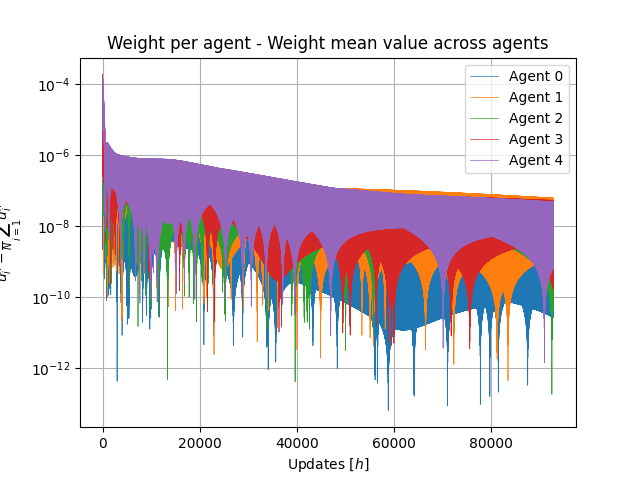 Weight per agent - Weight mean value across agents
10⁻⁴
10⁻⁶
10⁻⁸
10⁻¹⁰
10⁻¹²
Agent 0
Agent 1
Agent 2
Agent 3
Agent 4
0
20000
40000
60000
80000
Updates [h]